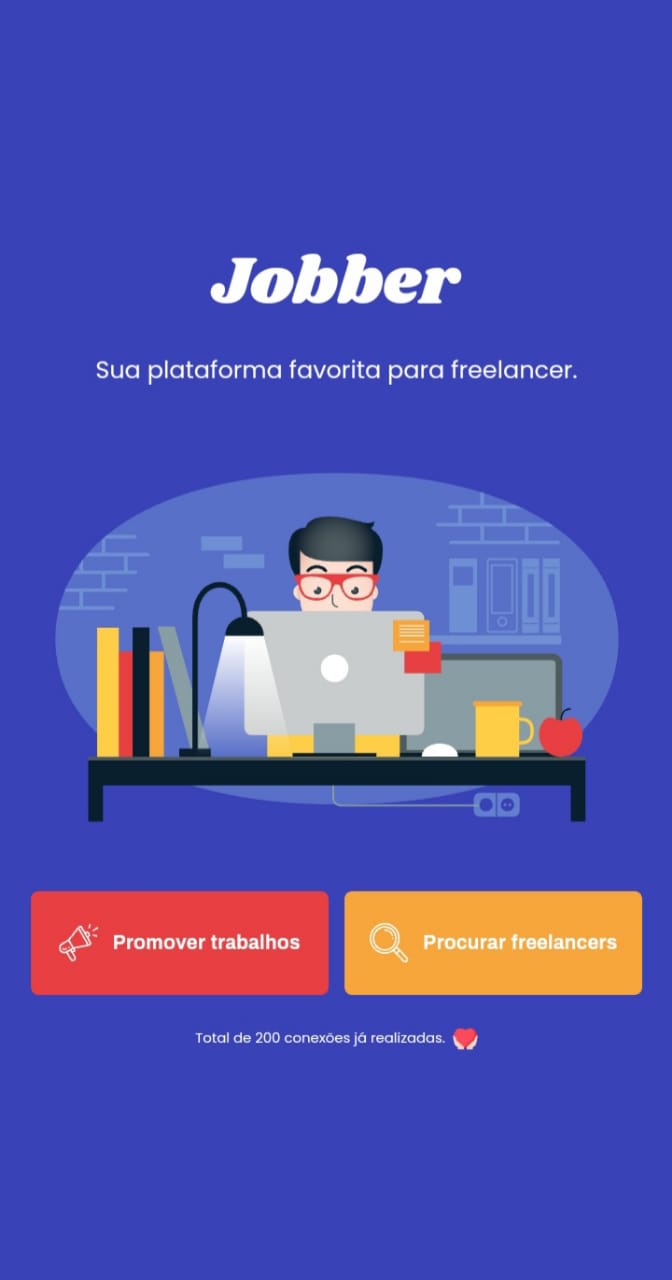 Jobber
Sua plataforma favorita para freelancer.
Promover trabalhos
Procurar freelancers
Total de 200 conexões já realizadas.